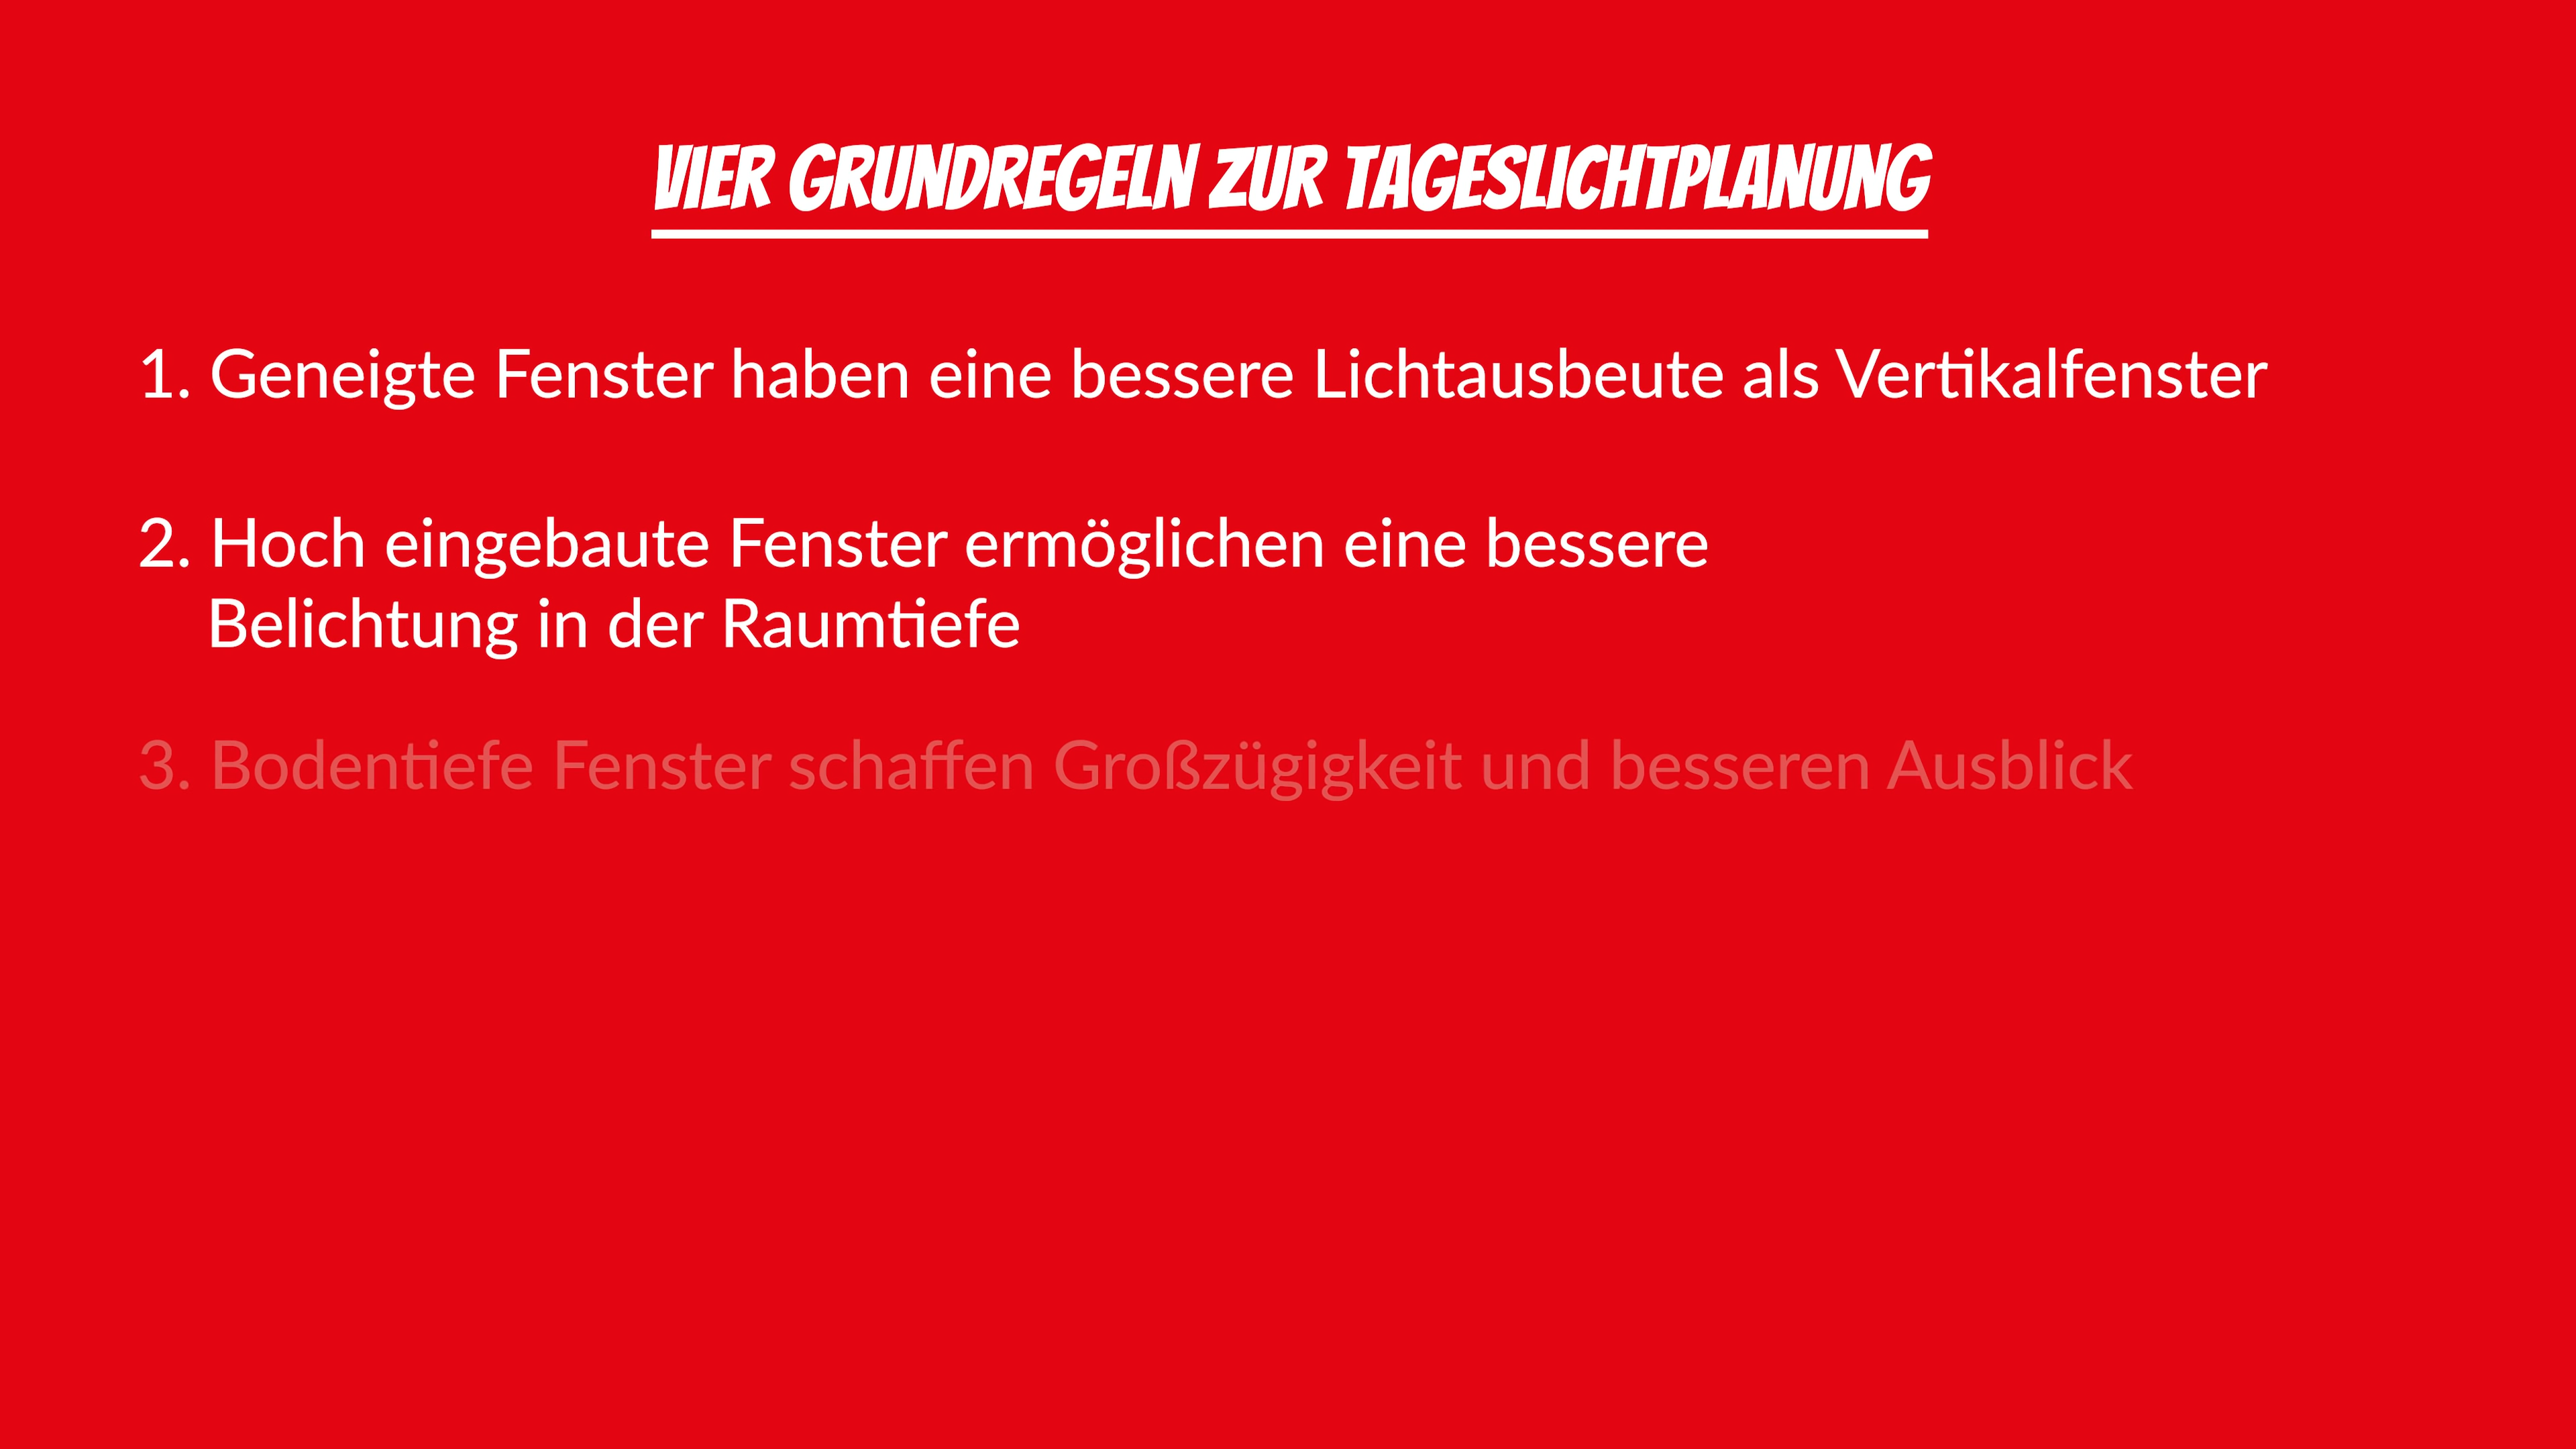 VIER GRUNDREGELN ZUR TAGESLICHTPLANUNG
1. Geneigte Fenster haben eine bessere Lichtausbeute als Vertikalfenster
2. Hoch eingebaute Fenster ermöglichen eine bessere
Belichtung in der Raumtiefe
3. Bodentiefe Fenster schaffen Großzügigkeit und besseren Ausblick